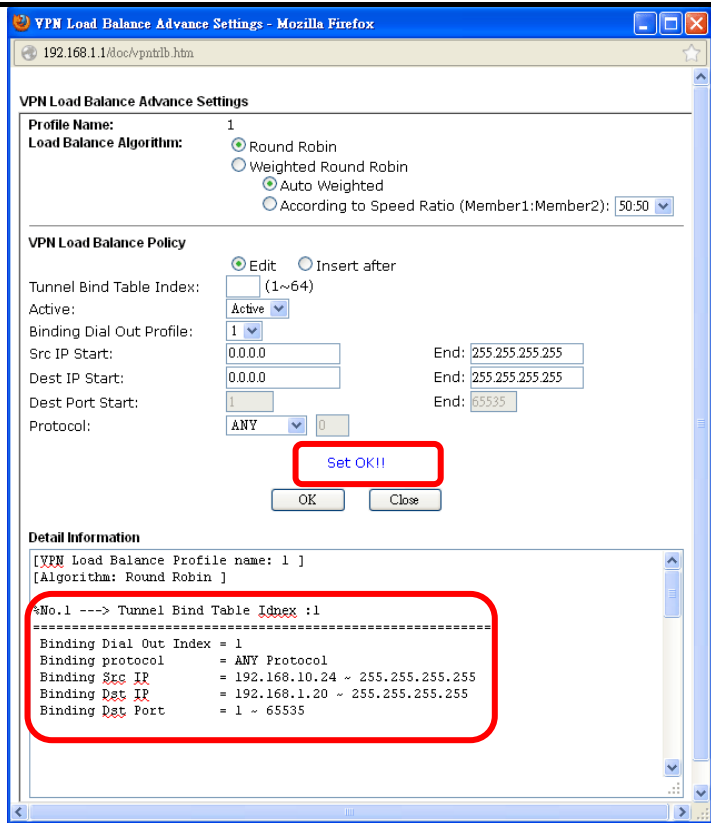 VPN Load Balance Advance Settings - Mozilla Firefox
192.168.1.1/doc/vpntrlb.htm
VPN Load Balance Advance Settings
Profile Name: 1
Load Balance Algorithm: Round Robin
Weighted Round Robin
Auto Weighted
According to Speed Ratio (Member1:Member2): 50:50
VPN Load Balance Policy
Edit Insert after
Tunnel Bind Table Index: (1~64)
Active: Active
Binding Dial Out Profile: 1
Src IP Start: 0.0.0.0 End: 255.255.255.255
Dest IP Start: 0.0.0.0 End: 255.255.255.255
Dest Port Start: 1 End: 65535
Protocol: ANY 0
Set OK!!
OK Close
Detail Information
[VPN Load Balance Profile name: 1 ]
[Algorithm: Round Robin ]
%No.1 ---> Tunnel Bind Table Idnex :1
============================================================
Binding Dial Out Index = 1
Binding protocol = ANY Protocol
Binding Src IP = 192.168.10.24 ~ 255.255.255.255
Binding Dst IP = 192.168.1.20 ~ 255.255.255.255
Binding Dst Port = 1 ~ 65535